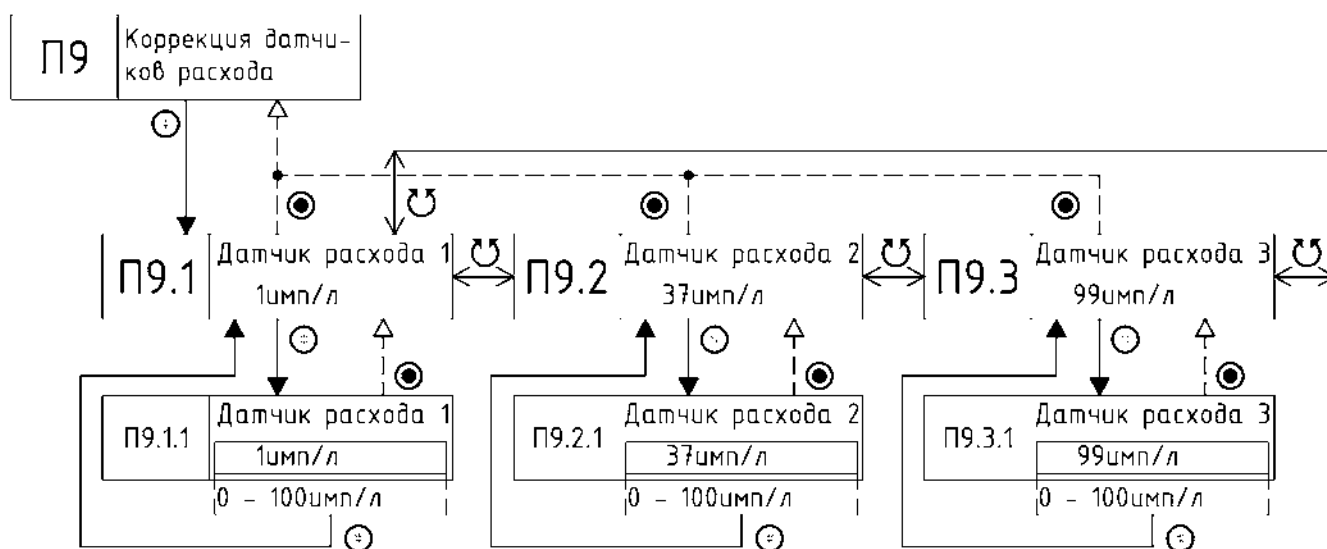 П9
Коррекция датчи-
ков расхода
П9.1
Датчик расхода 1
1имп/л
П9.2
Датчик расхода 2
37имп/л
П9.3
Датчик расхода 3
99имп/л
П9.1.1
Датчик расхода 1
1имп/л
0 - 100имп/л
П9.2.1
Датчик расхода 2
37имп/л
0 - 100имп/л
П9.3.1
Датчик расхода 3
99имп/л
0 - 100имп/л